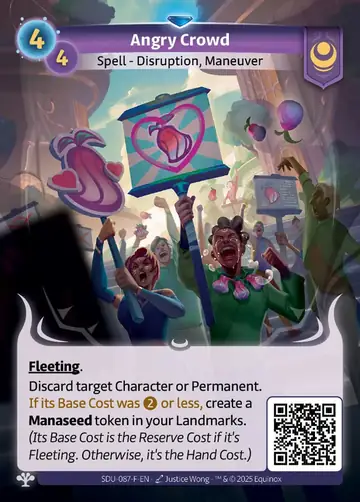 4
4
Angry Crowd
Spell - Disruption, Maneuver
Fleeting.
Discard target Character or Permanent.
If its Base Cost was 2 or less, create a
Manaseed token in your Landmarks.
(Its Base Cost is the Reserve Cost if it's
Fleeting. Otherwise, it's the Hand Cost.)
SDU-087-F-EN - Justice Wong - ™ & © 2025 Equinox